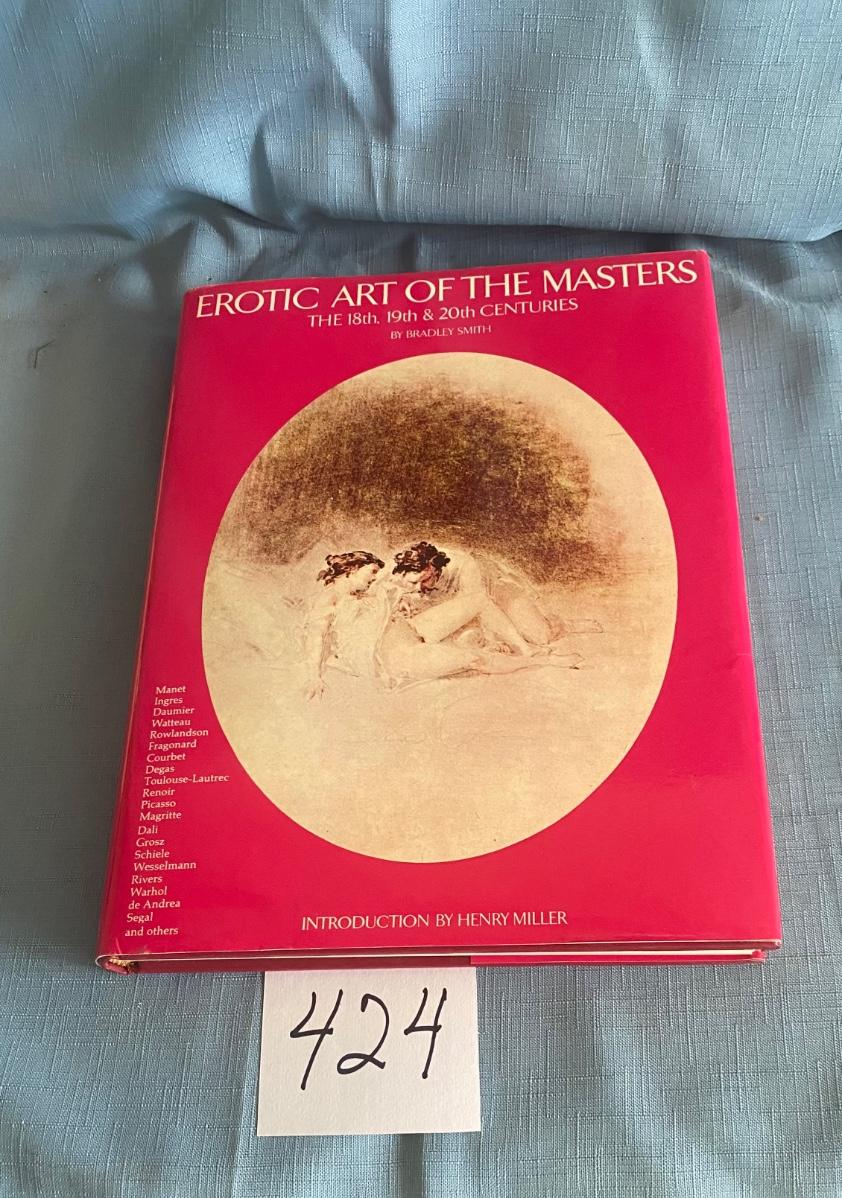 EROTIC ART OF THE MASTERS
THE 18th, 19th & 20th CENTURIES
BY BRADLEY SMITH
Manet
Ingres
Daumier
Watteau
Rowlandson
Fragonard
Courbet
Degas
Toulouse-Lautrec
Renoir
Picasso
Magritte
Dali
Grosz
Schiele
Wesselmann
Rivers
Warhol
de Andrea
Segal
and others
INTRODUCTION BY HENRY MILLER
424